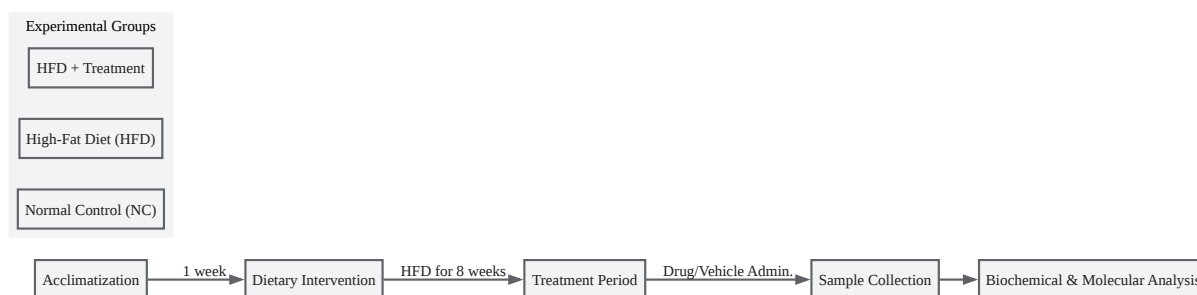 Experimental Groups
HFD + Treatment
High-Fat Diet (HFD)
Normal Control (NC)
Acclimatization
1 week
Dietary Intervention
HFD for 8 weeks
Treatment Period
Drug/Vehicle Admin.
Sample Collection
Biochemical & Molecular Analysis